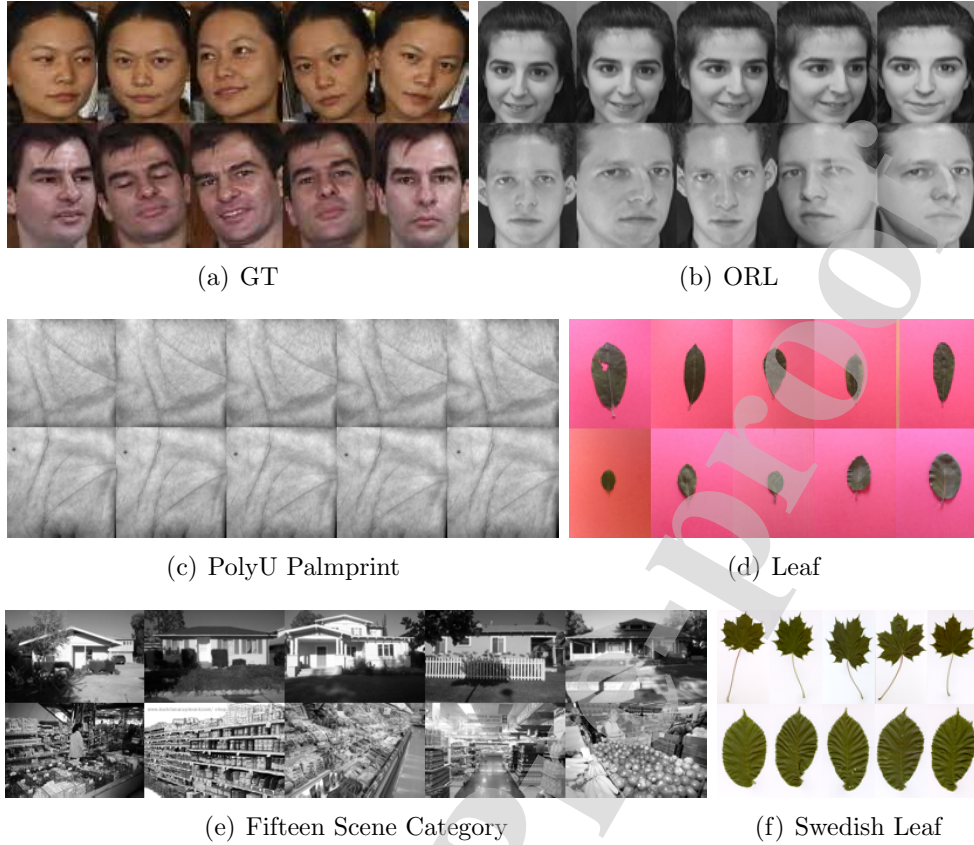 (a) GT
(b) ORL
(c) PolyU Palmprint
(d) Leaf
(e) Fifteen Scene Category
(f) Swedish Leaf